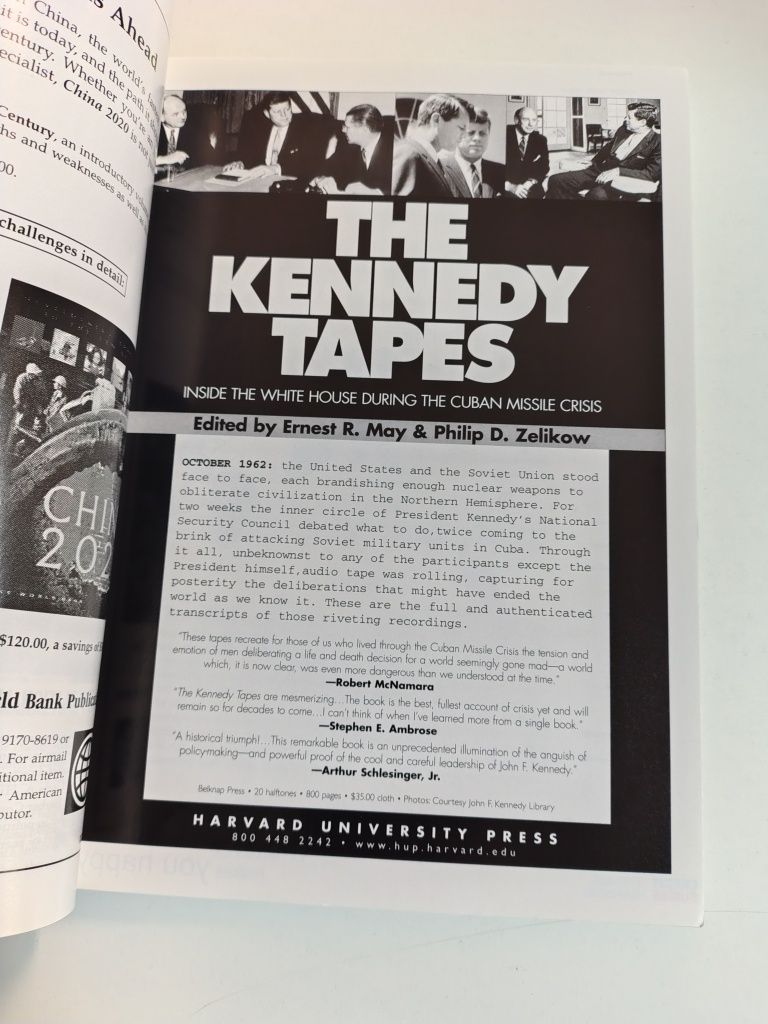 s Ahead
China, the world's
it is today, and the path it
entury. Whether you're
ecialist, China 2020 is not
Century, an introductory
ths and weaknesses as well as
00.
challenges in detail:
CHI
202
$120.00, a savings of
ld Bank Publica
9170-8619 or
. For airmail
itional item.
American
butor.
THE
KENNEDY
TAPES
INSIDE THE WHITE HOUSE DURING THE CUBAN MISSILE CRISIS
Edited by Ernest R. May & Philip D. Zelikow
OCTOBER 1962: the United States and the Soviet Union stood
face to face, each brandishing enough nuclear weapons to
obliterate civilization in the Northern Hemisphere. For
two weeks the inner circle of President Kennedy's National
Security Council debated what to do,twice coming to the
brink of attacking Soviet military units in Cuba. Through
it all, unbeknownst to any of the participants except the
President himself,audio tape was rolling, capturing for
posterity the deliberations that might have ended the
world as we know it. These are the full and authenticated
transcripts of those riveting recordings.
"These tapes recreate for those of us who lived through the Cuban Missile Crisis the tension and
emotion of men deliberating a life and death decision for a world seemingly gone mad—a world
which, it is now clear, was even more dangerous than we understood at the time."
—Robert McNamara
"The Kennedy Tapes are mesmerizing...The book is the best, fullest account of crisis yet and will
remain so for decades to come...I can't think of when I've learned more from a single book."
—Stephen E. Ambrose
"A historical triumph!...This remarkable book is an unprecedented illumination of the anguish of
policy-making—and powerful proof of the cool and careful leadership of John F. Kennedy."
—Arthur Schlesinger, Jr.
Belknap Press • 20 halftones • 800 pages • $35.00 cloth • Photos: Courtesy John F. Kennedy Library
HARVARD UNIVERSITY PRESS
800 448 2242 • www.hup.harvard.edu